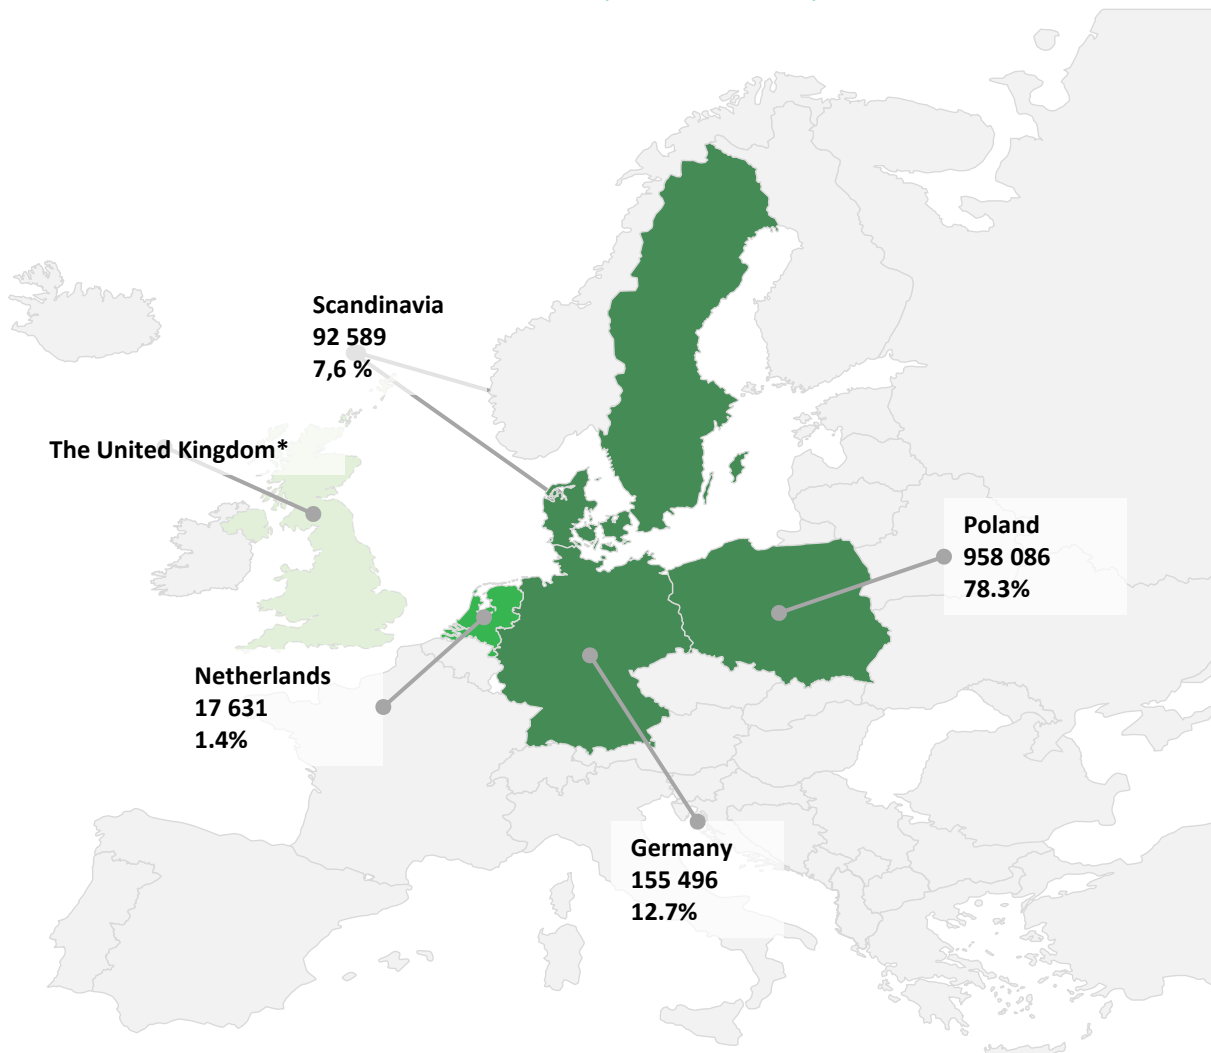 Scandinavia
92 589
7,6 %
The United Kingdom*
Poland
958 086
78.3%
Netherlands
17 631
1.4%
Germany
155 496
12.7%